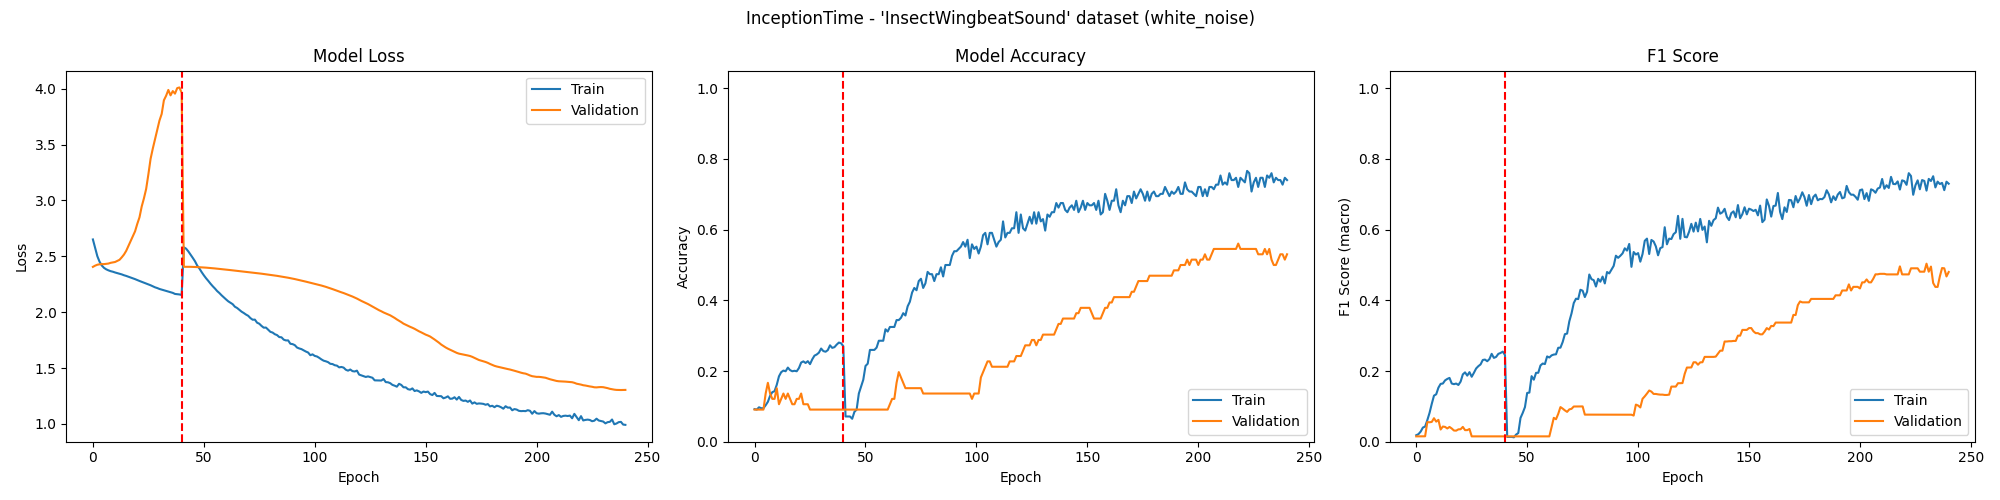 InceptionTime - 'InsectWingbeatSound' dataset (white_noise)
Model Loss
Train
Validation
4.0
3.5
3.0
2.5
2.0
1.5
1.0
Loss
0
50
100
150
200
250
Epoch
Model Accuracy
1.0
0.8
0.6
0.4
0.2
0.0
Accuracy
Train
Validation
0
50
100
150
200
250
Epoch
F1 Score
1.0
0.8
0.6
0.4
0.2
0.0
F1 Score (macro)
Train
Validation
0
50
100
150
200
250
Epoch